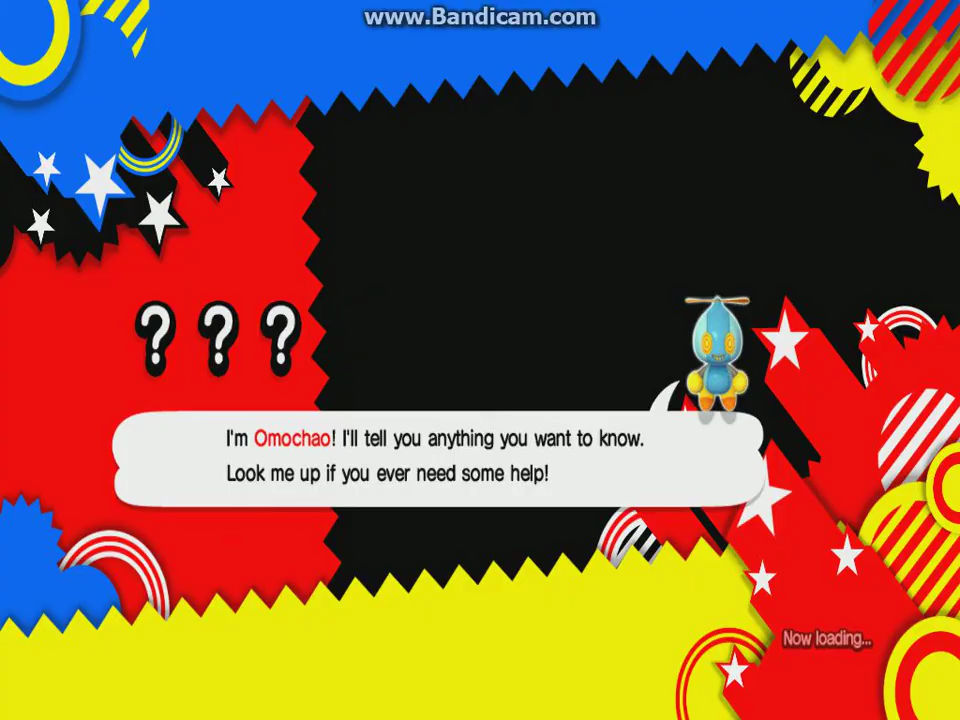 www.Bandicam.com
? ? ?
I'm Omochao! I'll tell you anything you want to know.
Look me up if you ever need some help!
Now loading...